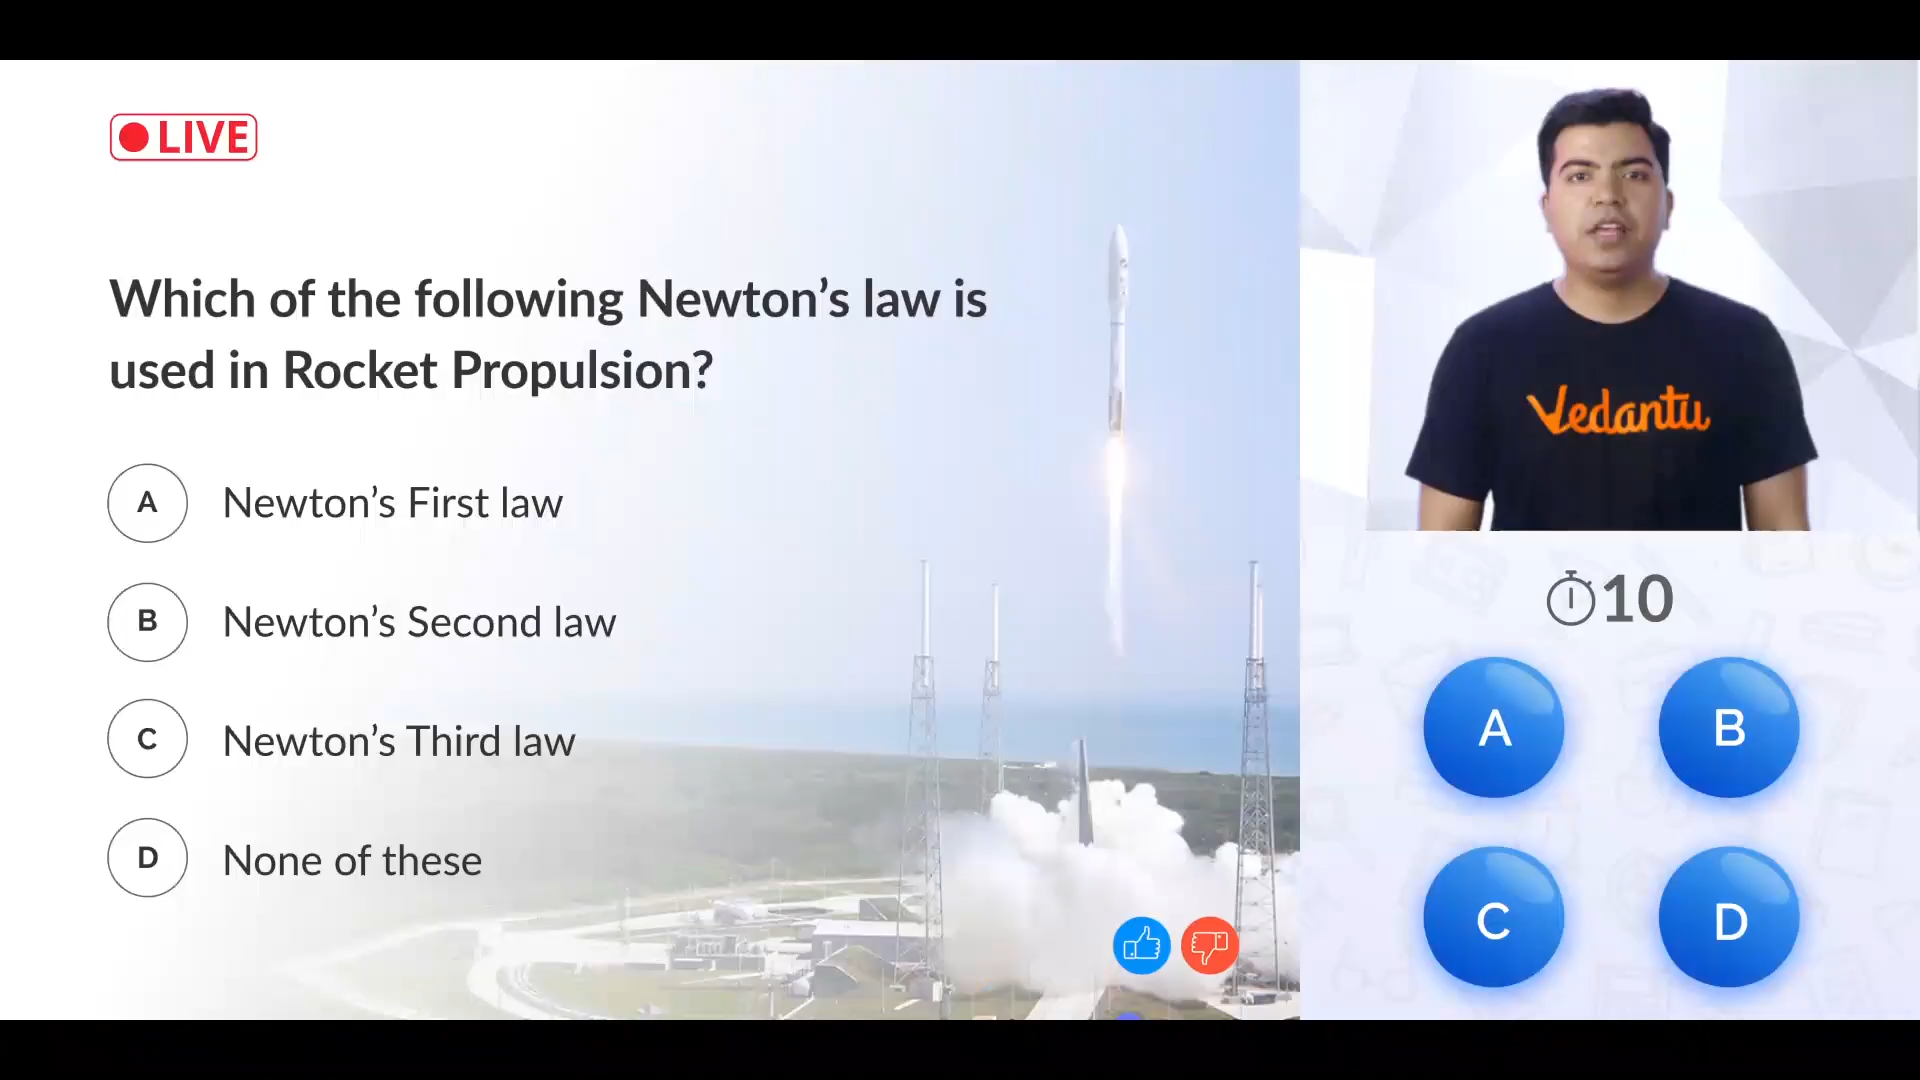 LIVE
Which of the following Newton’s law is
used in Rocket Propulsion?
A Newton’s First law
B Newton’s Second law
C Newton’s Third law
D None of these
Vedantu
10
A B
C D